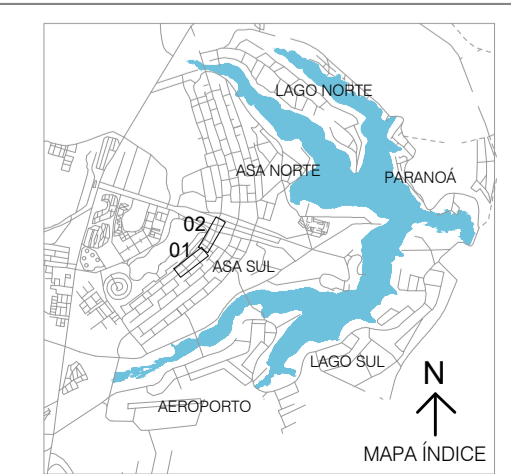 LAGO NORTE
ASA NORTE
PARANOÁ
02
01
ASA SUL
LAGO SUL
N
AEROPORTO
MAPA ÍNDICE